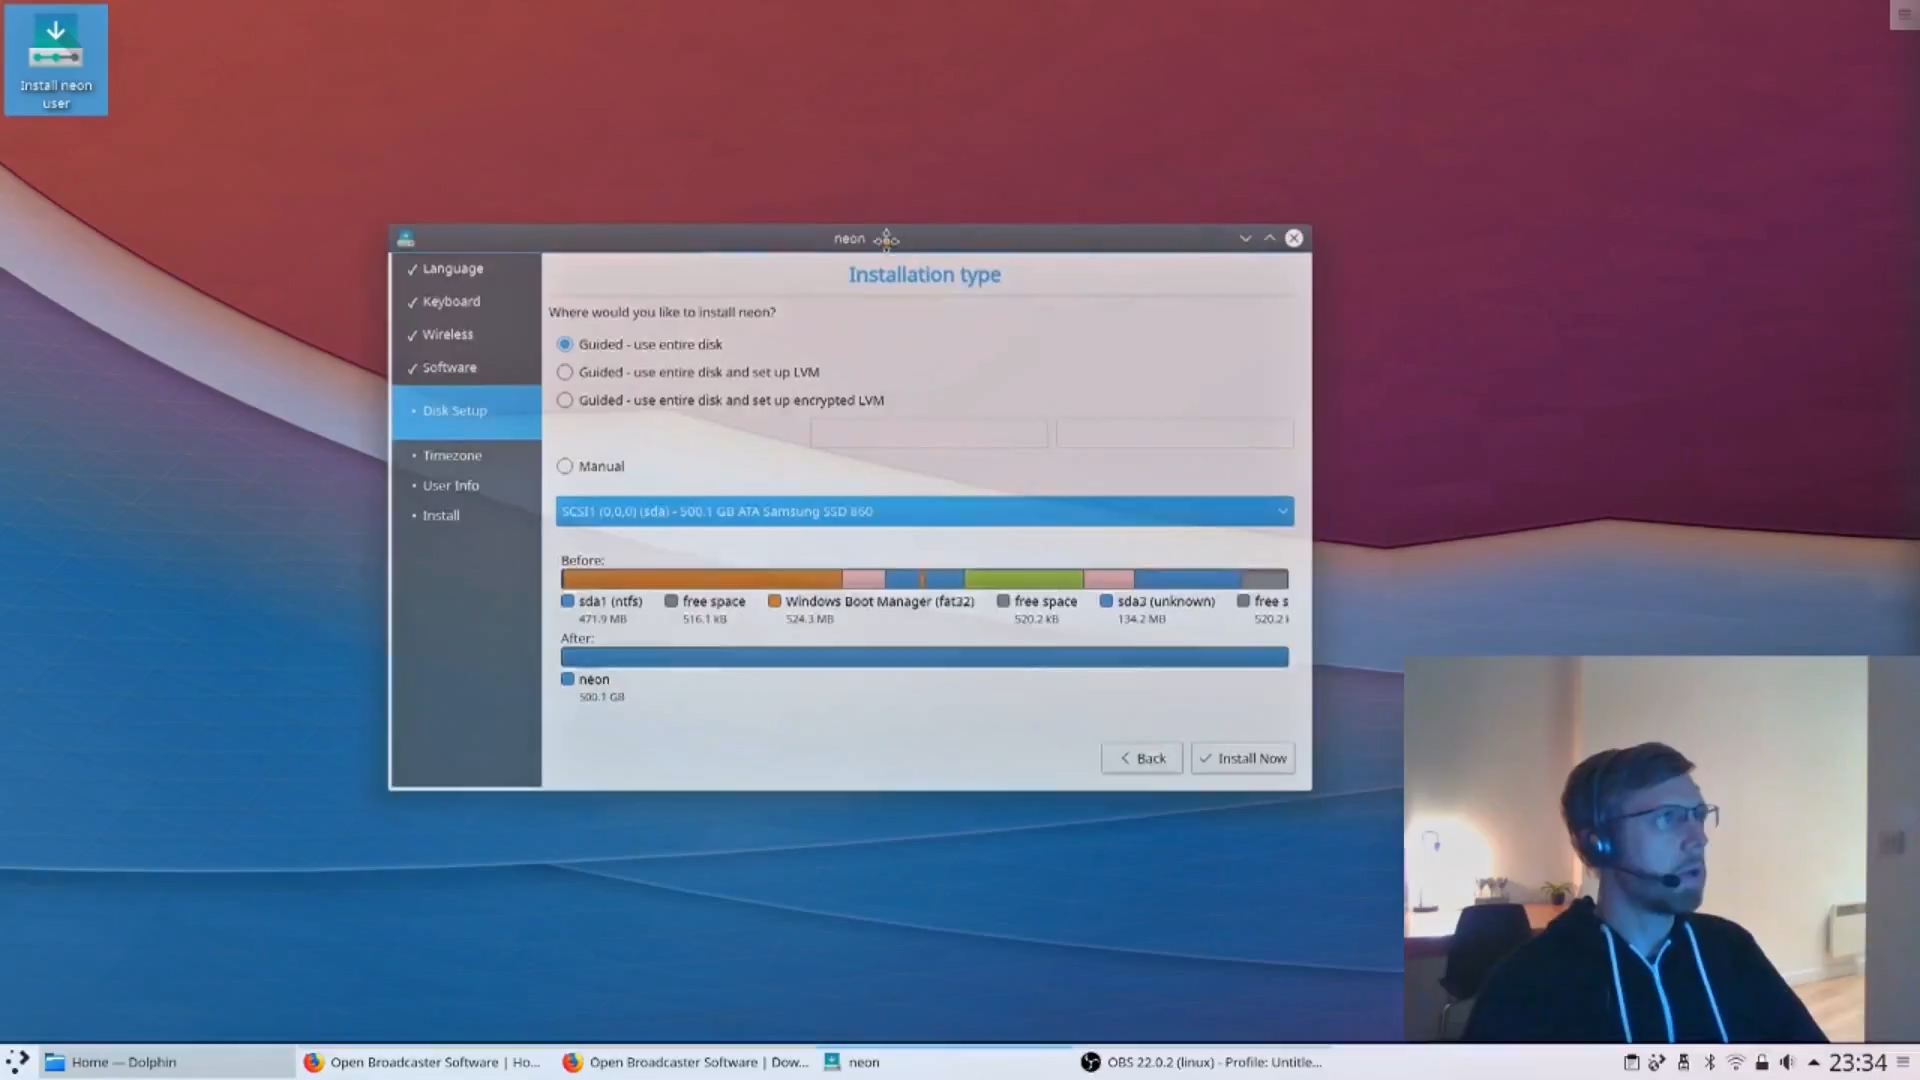 Install neon
user
neon
Language
Keyboard
Wireless
Software
Disk Setup
Timezone
User Info
Install
Installation type
Where would you like to install neon?
Guided - use entire disk
Guided - use entire disk and set up LVM
Guided - use entire disk and set up encrypted LVM
Manual
SCSI1 (0,0,0) (sda) - 500.1 GB ATA Samsung SSD 860
Before:
sda1 (ntfs)
471.9 MB
free space
516.1 kB
Windows Boot Manager (fat32)
524.3 MB
free space
520.2 kB
sda3 (unknown)
134.2 MB
free s
520.2
After:
neon
500.1 GB
Back
Install Now
Home — Dolphin
Open Broadcaster Software | Ho...
Open Broadcaster Software | Dow...
neon
OBS 22.0.2 (linux) - Profile: Untitle...
23:34